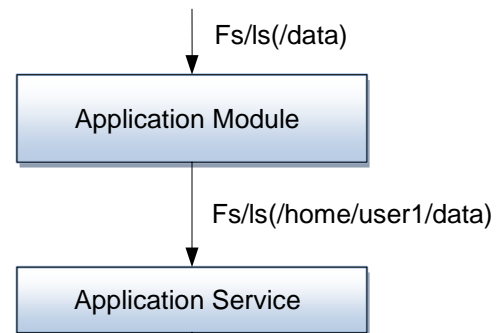 Fs/ls(/data)
Application Module
Fs/ls(/home/user1/data)
Application Service